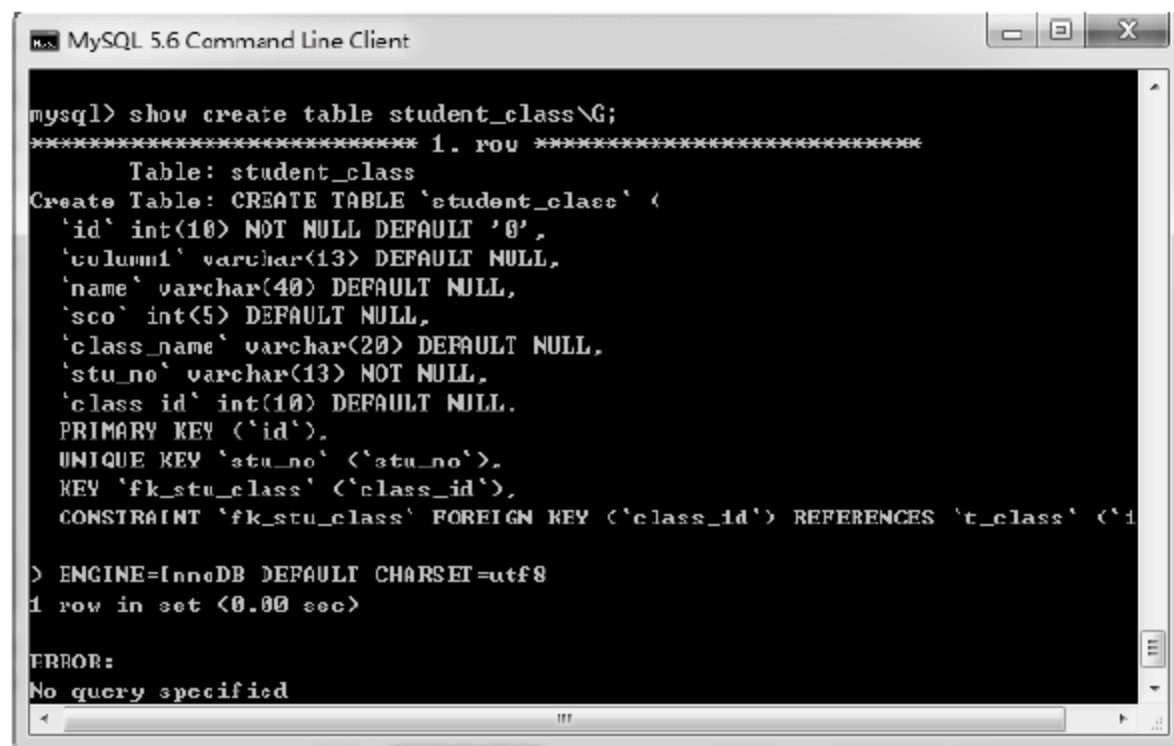 MySQL 5.6 Command Line Client
mysql> show create table student_class\G;
*************************** 1. row ***************************
Table: student_class
Create Table: CREATE TABLE `student_class` (
`id` int(10) NOT NULL DEFAULT '0',
`column1` varchar(13) DEFAULT NULL,
`name` varchar(40) DEFAULT NULL,
`sco` int(5) DEFAULT NULL,
`class_name` varchar(20) DEFAULT NULL,
`stu_no` varchar(13) NOT NULL,
`class_id` int(10) DEFAULT NULL,
PRIMARY KEY (`id`),
UNIQUE KEY `stu_no` (`stu_no`),
KEY `fk_stu_class` (`class_id`),
CONSTRAINT `fk_stu_class` FOREIGN KEY (`class_id`) REFERENCES `t_class` (`i
) ENGINE=InnoDB DEFAULT CHARSET=utf8
1 row in set (0.00 sec)
ERROR:
No query specified